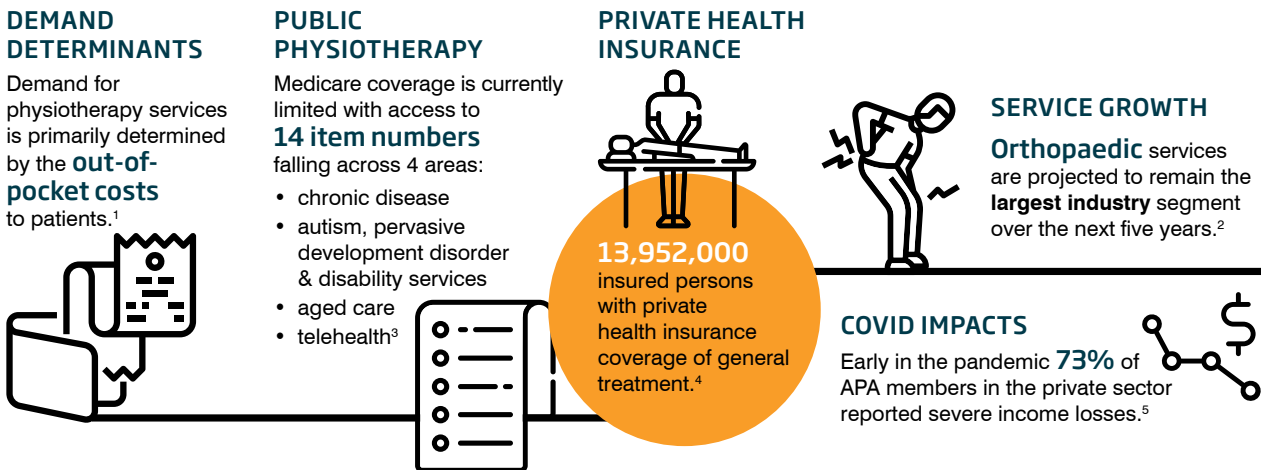 DEMAND
DETERMINANTS
Demand for
physiotherapy services
is primarily determined
by the out-of-
pocket costs
to patients.¹
PUBLIC
PHYSIOTHERAPY
Medicare coverage is currently
limited with access to
14 item numbers
falling across 4 areas:
• chronic disease
• autism, pervasive
development disorder
& disability services
• aged care
• telehealth³
PRIVATE HEALTH
INSURANCE
13,952,000
insured persons
with private
health insurance
coverage of general
treatment.⁴
SERVICE GROWTH
Orthopaedic services
are projected to remain the
largest industry segment
over the next five years.²
COVID IMPACTS
Early in the pandemic 73% of
APA members in the private sector
reported severe income losses.⁵
$